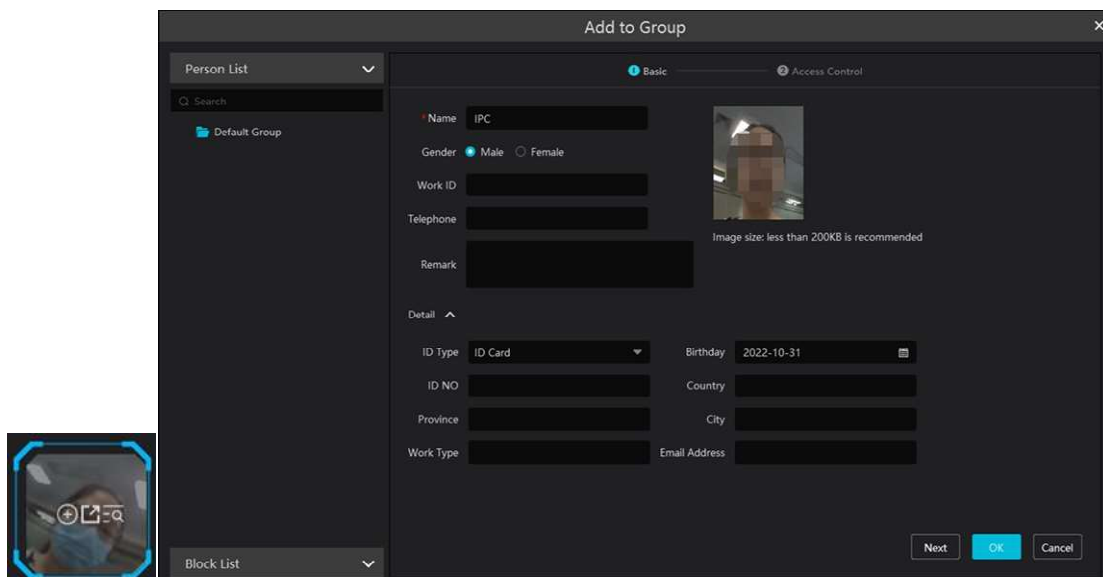 Add to Group
Person List
Search
Default Group
Block List
1 Basic
2 Access Control
* Name IPC
Gender Male Female
Work ID
Telephone
Remark
Image size: less than 200KB is recommended
Detail
ID Type ID Card Birthday 2022-10-31
ID NO Country
Province City
Work Type Email Address
Next OK Cancel